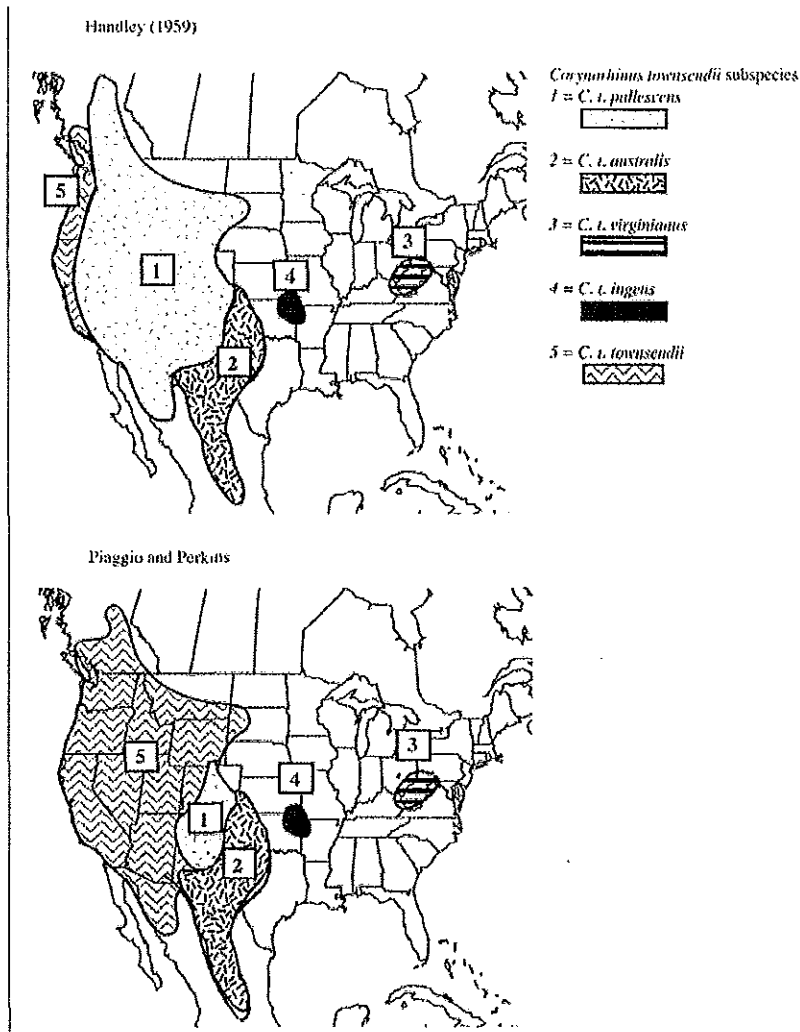 Handley (1959)
Corynorhinus townsendii subspecies
1 = C. t. pallescens
2 = C. t. australis
3 = C. t. virginianus
4 = C. t. ingens
5 = C. t. townsendii
5
1
2
4
3
Piaggio and Perkins
5
1
2
4
3